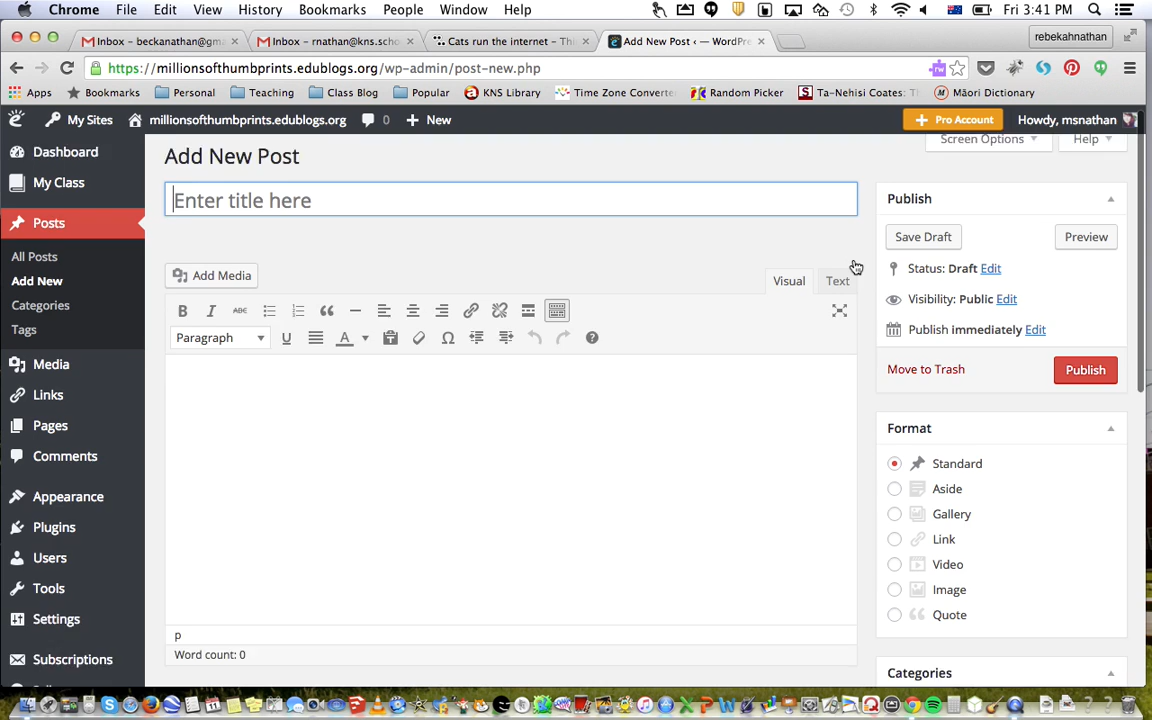 Chrome File Edit View History Bookmarks People Window Help Fri 3:41 PM
Inbox - beckanathan@gm
Inbox - rnathan@kns.scho
Cats run the internet - Thi
Add New Post ‹ — WordPre
rebekahnathan
https://millionsofthumbprints.edublogs.org/wp-admin/post-new.php
Apps Bookmarks Personal Teaching Class Blog Popular KNS Library Time Zone Converte Random Picker Ta-Nehisi Coates: Th Māori Dictionary
My Sites millionsofthumbprints.edublogs.org 0 New Pro Account Howdy, msnathan
Dashboard
My Class
Posts
All Posts
Add New
Categories
Tags
Media
Links
Pages
Comments
Appearance
Plugins
Users
Tools
Settings
Subscriptions
Add New Post
Screen Options Help
Enter title here
Add Media
Visual Text
B I ABC
Paragraph U A Ω
p
Word count: 0
Publish
Save Draft Preview
Status: Draft Edit
Visibility: Public Edit
Publish immediately Edit
Move to Trash Publish
Format
Standard
Aside
Gallery
Link
Video
Image
Quote
Categories